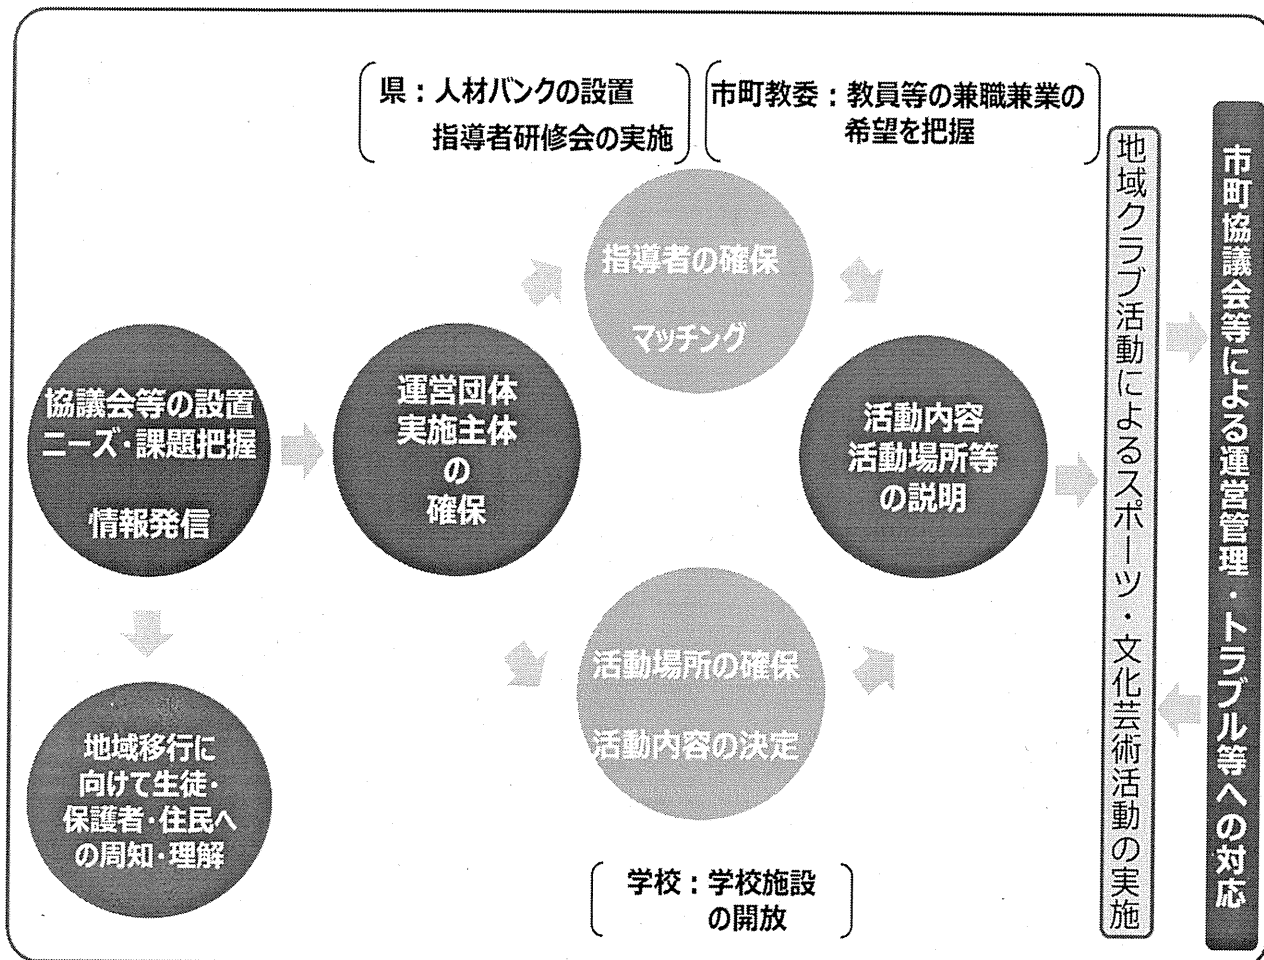 県：人材バンクの設置
指導者研修会の実施
市町教委：教員等の兼職兼業の
希望を把握
指導者の確保
マッチング
協議会等の設置
ニーズ・課題把握
情報発信
運営団体
実施主体
の
確保
活動内容
活動場所等
の説明
活動場所の確保
活動内容の決定
地域移行に
向けて生徒・
保護者・住民へ
の周知・理解
学校：学校施設
の開放
地域クラブ活動によるスポーツ・文化芸術活動の実施
市町協議会等による運営管理・トラブル等への対応